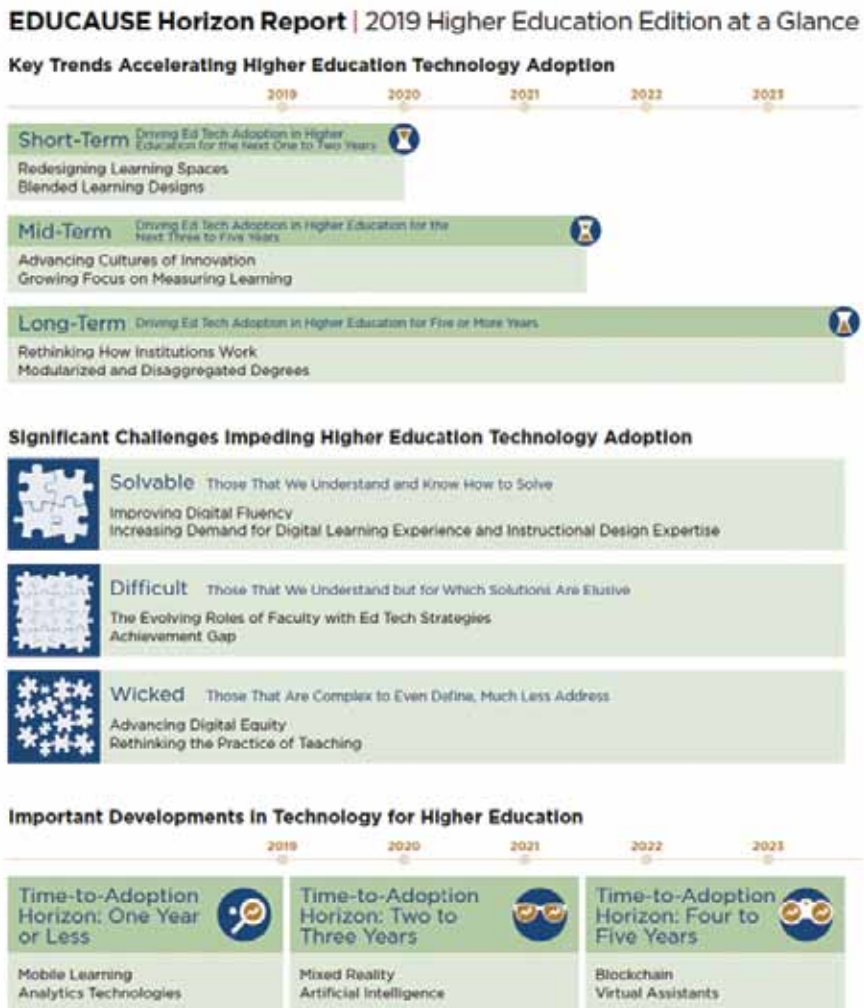 EDUCAUSE Horizon Report | 2019 Higher Education Edition at a Glance
Key Trends Accelerating Higher Education Technology Adoption
2019 2020 2021 2022 2023
Short-Term Driving Ed Tech Adoption in Higher
Education for the Next One to Two Years
Redesigning Learning Spaces
Blended Learning Designs
Mid-Term Driving Ed Tech Adoption in Higher Education for the
Next Three to Five Years
Advancing Cultures of Innovation
Growing Focus on Measuring Learning
Long-Term Driving Ed Tech Adoption in Higher Education for Five or More Years
Rethinking How Institutions Work
Modularized and Disaggregated Degrees
Significant Challenges Impeding Higher Education Technology Adoption
Solvable Those That We Understand and Know How to Solve
Improving Digital Fluency
Increasing Demand for Digital Learning Experience and Instructional Design Expertise
Difficult Those That We Understand but for Which Solutions Are Elusive
The Evolving Roles of Faculty with Ed Tech Strategies
Achievement Gap
Wicked Those That Are Complex to Even Define, Much Less Address
Advancing Digital Equity
Rethinking the Practice of Teaching
Important Developments in Technology for Higher Education
2019 2020 2021 2022 2023
Time-to-Adoption
Horizon: One Year
or Less
Mobile Learning
Analytics Technologies
Time-to-Adoption
Horizon: Two to
Three Years
Mixed Reality
Artificial Intelligence
Time-to-Adoption
Horizon: Four to
Five Years
Blockchain
Virtual Assistants